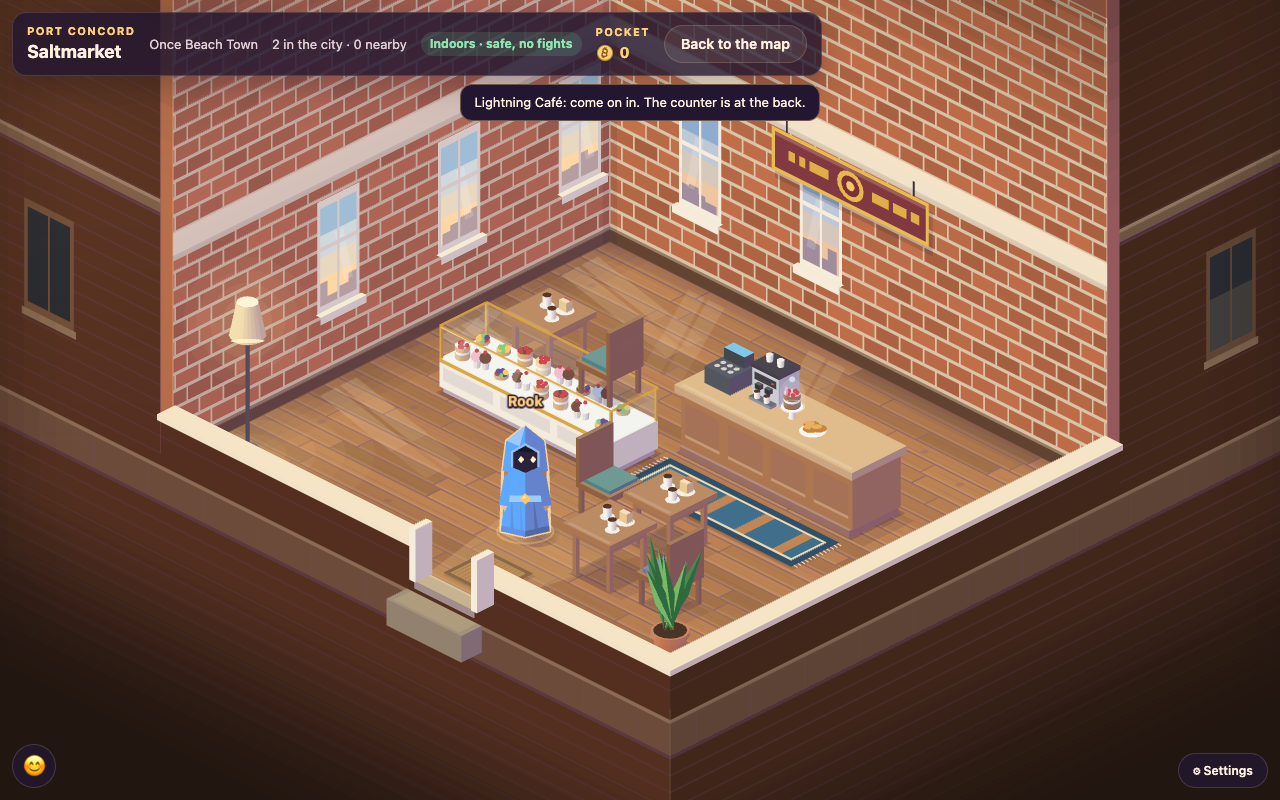 PORT CONCORD
Saltmarket
Once Beach Town
2 in the city · 0 nearby
Indoors · safe, no fights
POCKET
0
Back to the map
Lightning Café: come on in. The counter is at the back.
Rook
Settings